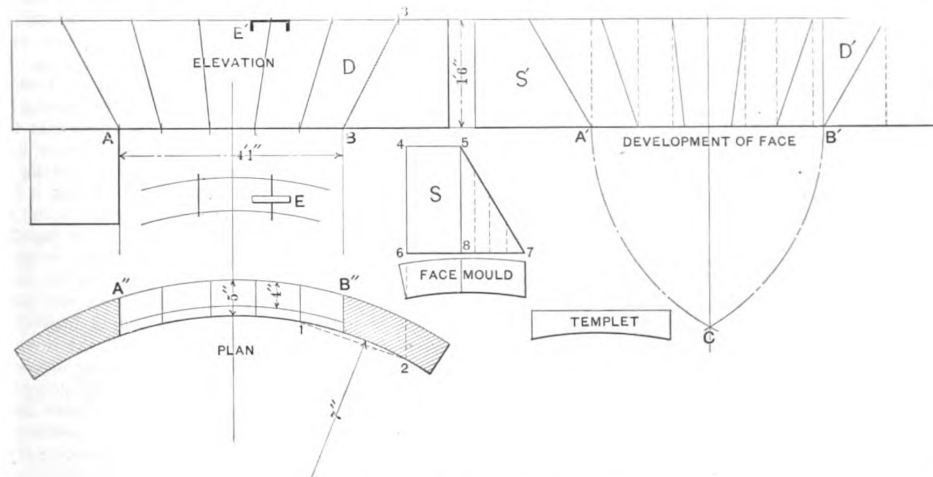 3
E'
ELEVATION
D
1'6"
S'
D'
A
B
A'
DEVELOPMENT OF FACE
B'
4'1"
4
5
S
E
6
8
7
FACE MOULD
A"
B"
5"
4"
TEMPLET
C
1
PLAN
2